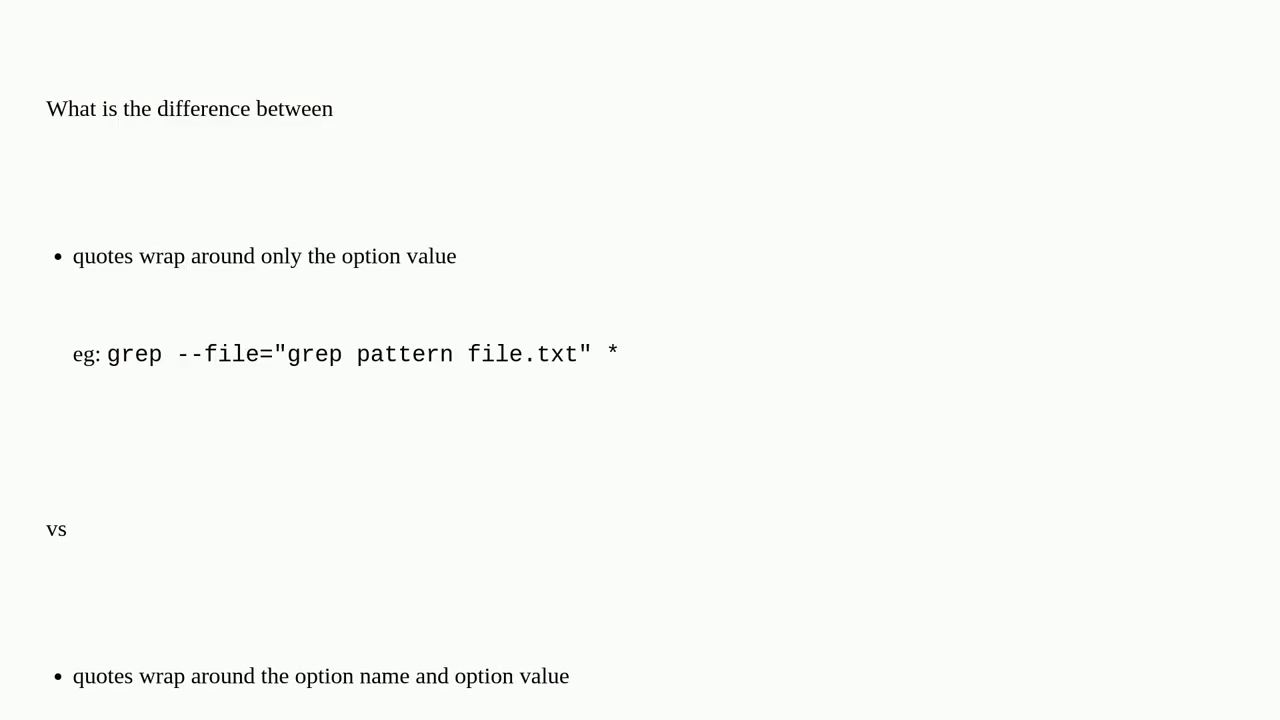 What is the difference between
• quotes wrap around only the option value
eg: grep --file="grep pattern file.txt" *
vs
• quotes wrap around the option name and option value